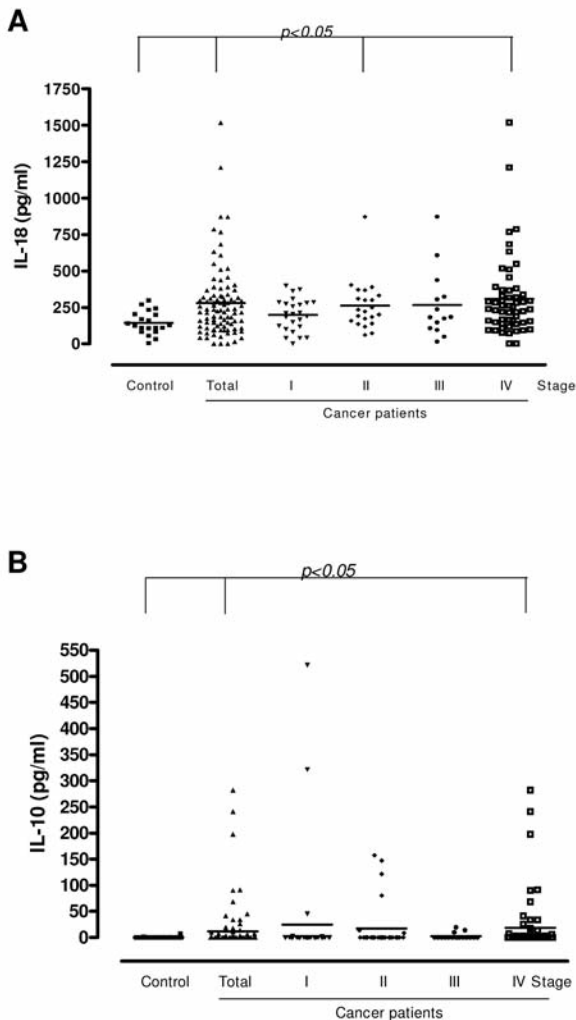 A
p<0.05
IL-18 (pg/ml)
1750
1500
1250
1000
750
500
250
0
Control Total I II III IV Stage
Cancer patients
B
p<0.05
IL-10 (pg/ml)
550
500
450
400
350
300
250
200
150
100
50
0
Control Total I II III IV Stage
Cancer patients